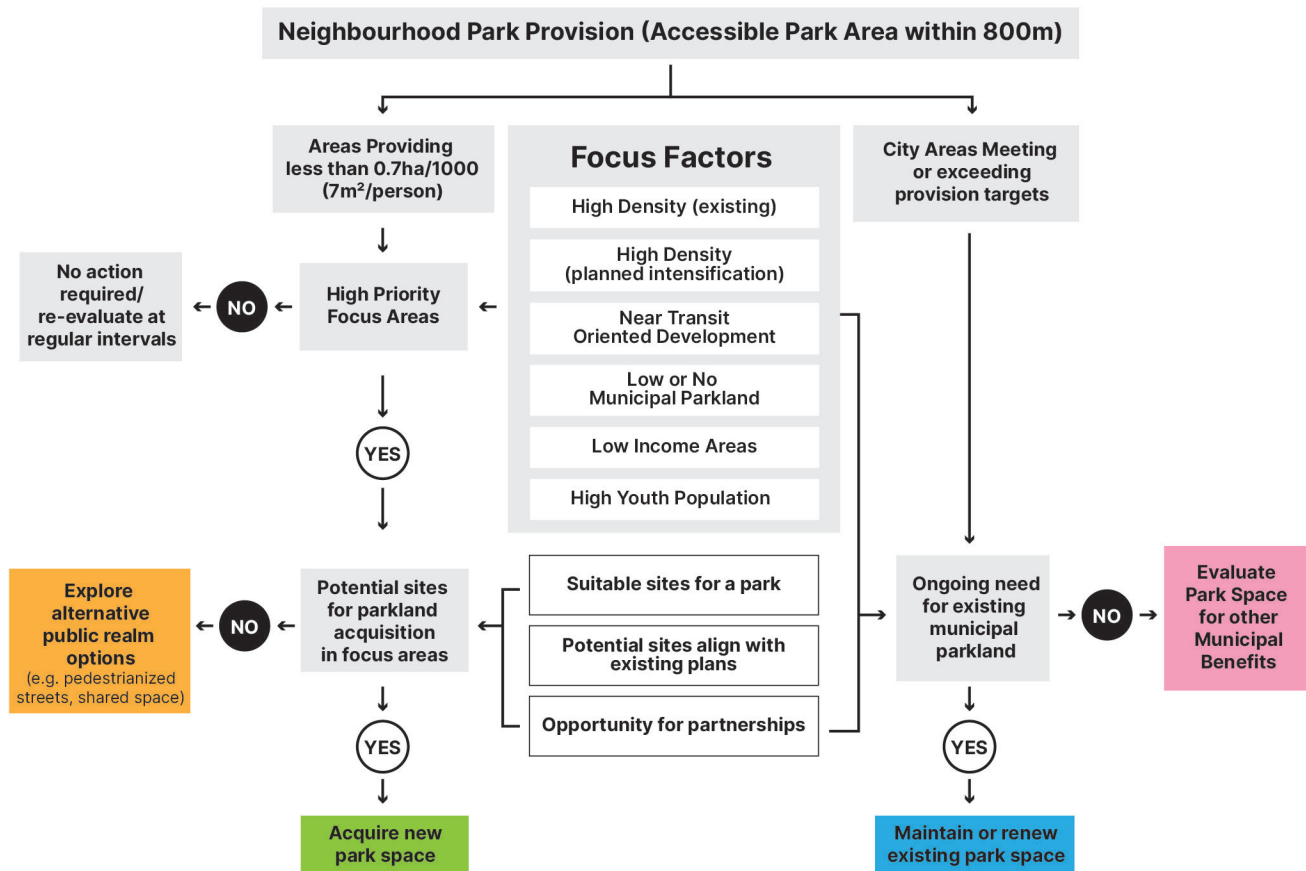 Neighbourhood Park Provision (Accessible Park Area within 800m)
Areas Providing
less than 0.7ha/1000
(7m²/person)
Focus Factors
High Density (existing)
High Density
(planned intensification)
Near Transit
Oriented Development
Low or No
Municipal Parkland
Low Income Areas
High Youth Population
City Areas Meeting
or exceeding
provision targets
No action
required/
re-evaluate at
regular intervals
NO
High Priority
Focus Areas
YES
Explore
alternative
public realm
options
(e.g. pedestrianized
streets, shared space)
NO
Potential sites
for parkland
acquisition
in focus areas
Suitable sites for a park
Potential sites align with
existing plans
Opportunity for partnerships
Ongoing need
for existing
municipal
parkland
NO
Evaluate
Park Space
for other
Municipal
Benefits
YES
YES
Acquire new
park space
Maintain or renew
existing park space